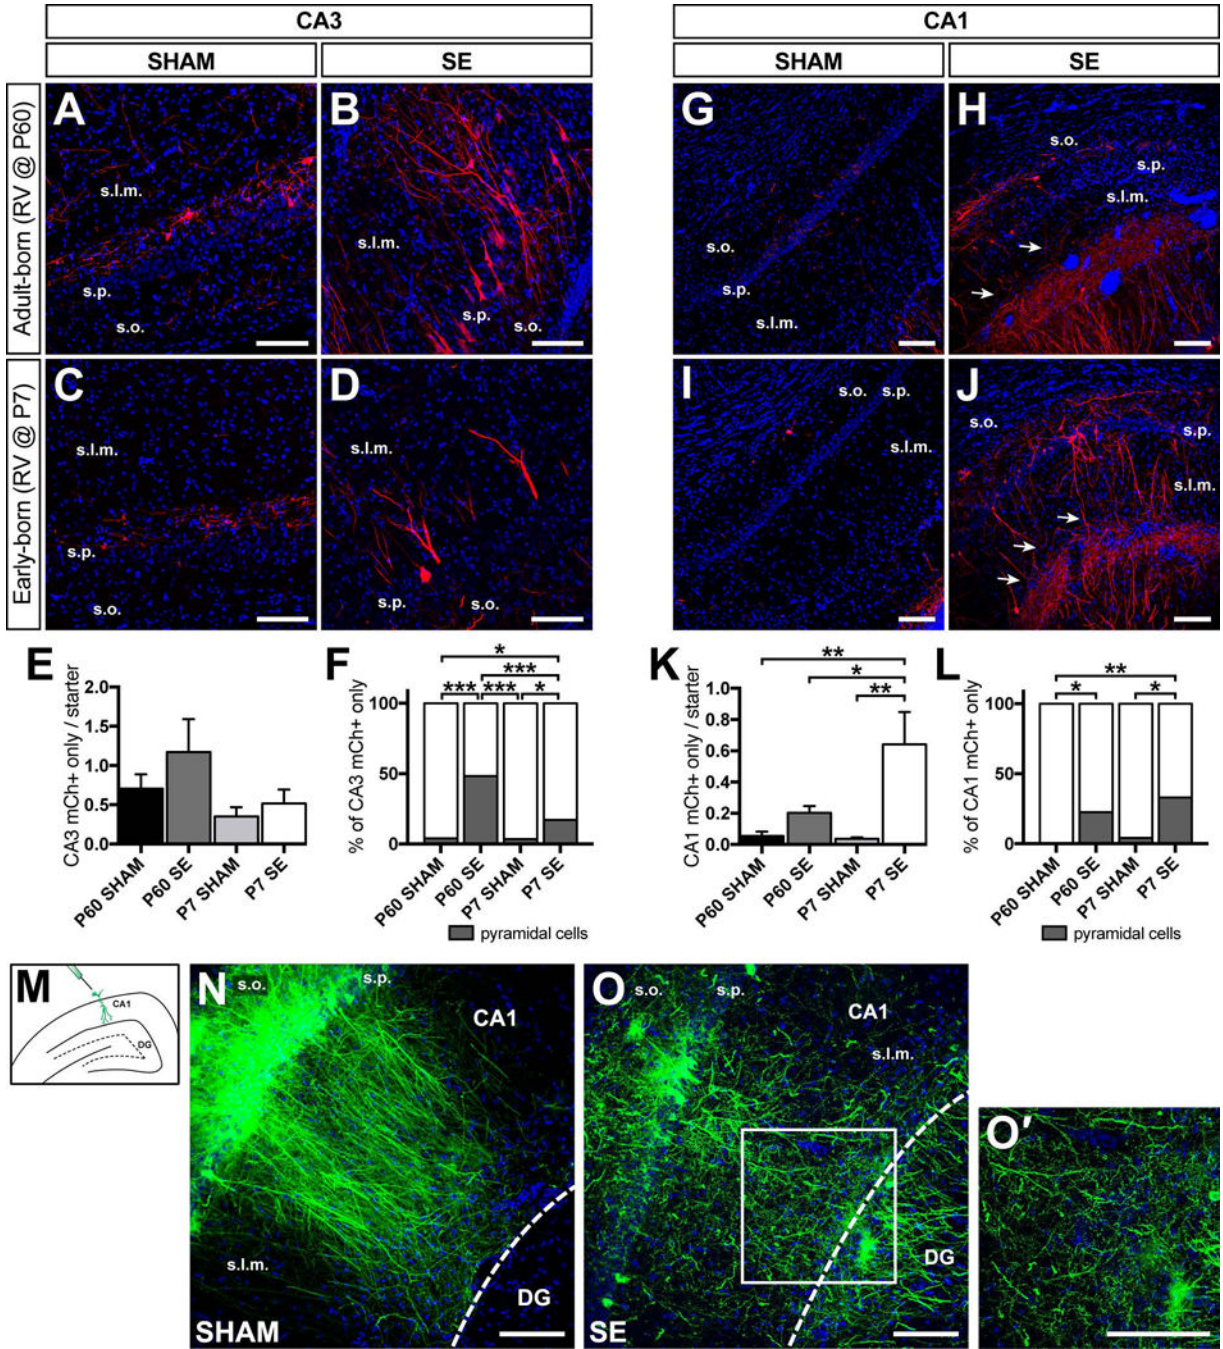 CA3
CA1
SHAM
SE
SHAM
SE
Adult-born (RV @ P60)
Early-born (RV @ P7)
A
s.l.m.
s.p.
s.o.
B
s.l.m.
s.p.
s.o.
G
s.o.
s.p.
s.l.m.
H
s.o.
s.p.
s.l.m.
C
s.l.m.
s.p.
s.o.
D
s.l.m.
s.p.
s.o.
I
s.o.
s.p.
s.l.m.
J
s.o.
s.p.
s.l.m.
E
CA3 mCh+ only / starter
2.0
1.5
1.0
0.5
0.0
P60 SHAM
P60 SE
P7 SHAM
P7 SE
F
% of CA3 mCh+ only
100
50
0
*
***
*** *** *
P60 SHAM
P60 SE
P7 SHAM
P7 SE
pyramidal cells
K
CA1 mCh+ only / starter
1.0
0.8
0.6
0.4
0.2
0.0
**
*
**
P60 SHAM
P60 SE
P7 SHAM
P7 SE
L
% of CA1 mCh+ only
100
50
0
**
* *
P60 SHAM
P60 SE
P7 SHAM
P7 SE
pyramidal cells
M
CA1
DG
N
s.o.
s.p.
CA1
s.l.m.
DG
SHAM
O
s.o.
s.p.
CA1
s.l.m.
DG
SE
O'